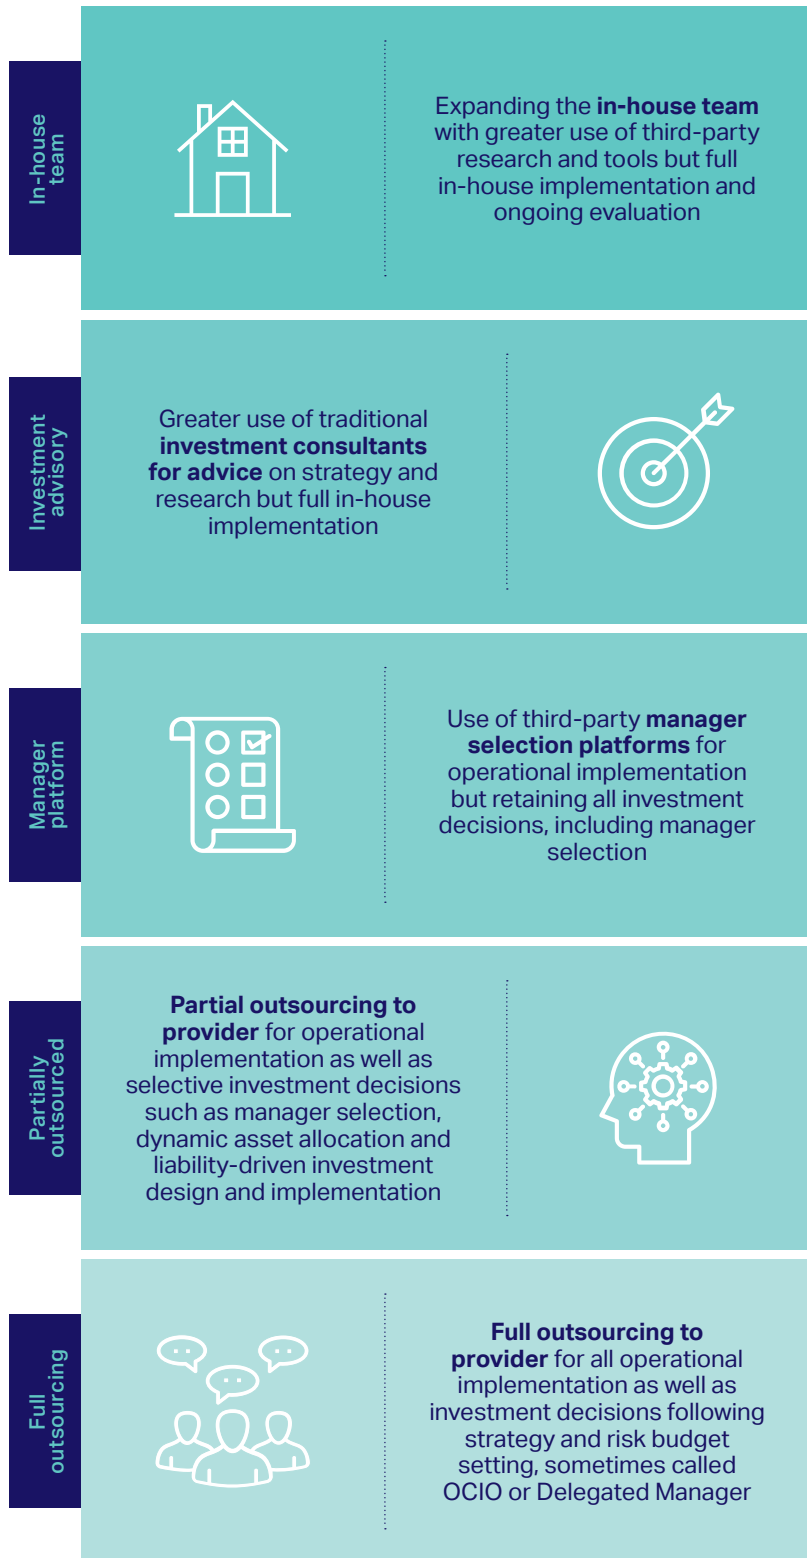 In-house
team
Expanding the in-house team
with greater use of third-party
research and tools but full
in-house implementation and
ongoing evaluation
Investment
advisory
Greater use of traditional
investment consultants
for advice on strategy and
research but full in-house
implementation
Manager
platform
Use of third-party manager
selection platforms for
operational implementation
but retaining all investment
decisions, including manager
selection
Partially
outsourced
Partial outsourcing to
provider for operational
implementation as well as
selective investment decisions
such as manager selection,
dynamic asset allocation and
liability-driven investment
design and implementation
Full
outsourcing
Full outsourcing to
provider for all operational
implementation as well as
investment decisions following
strategy and risk budget
setting, sometimes called
OCIO or Delegated Manager